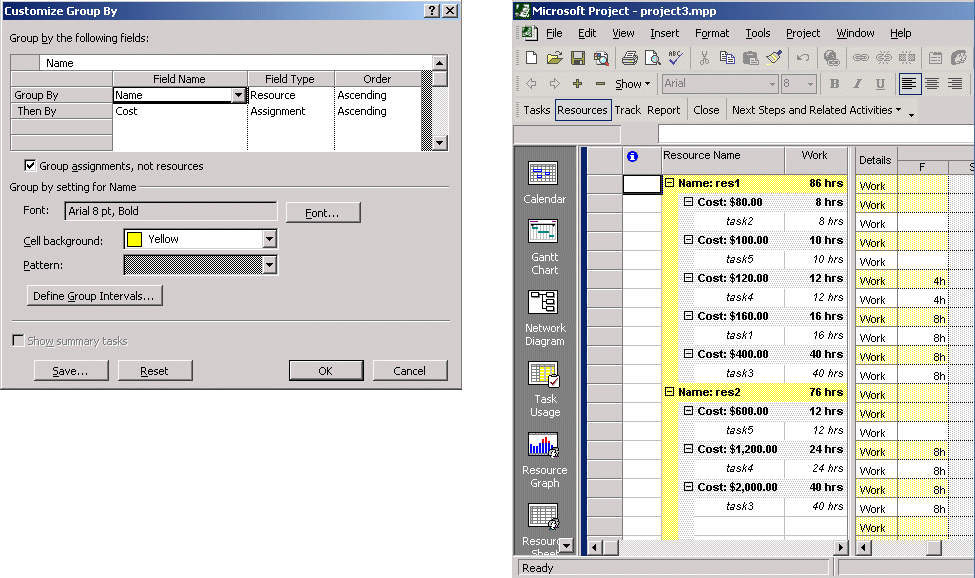 Customize Group By
Group by the following fields:
Name
Field Name Field Type Order
Group By Name Resource Ascending
Then By Cost Assignment Ascending
Group assignments, not resources
Group by setting for Name
Font: Arial 8 pt, Bold Font...
Cell background: Yellow
Pattern:
Define Group Intervals...
Show summary tasks
Save... Reset OK Cancel
Microsoft Project - project3.mpp
File Edit View Insert Format Tools Project Window Help
Show Arial 8 B I U
Tasks Resources Track Report Close Next Steps and Related Activities
Resource Name Work Details F S
Name: res1 86 hrs Work
Cost: $80.00 8 hrs Work
task2 8 hrs Work
Cost: $100.00 10 hrs Work
task5 10 hrs Work
Cost: $120.00 12 hrs Work 4h
task4 12 hrs Work 4h
Cost: $160.00 16 hrs Work 8h
task1 16 hrs Work 8h
Cost: $400.00 40 hrs Work 8h
task3 40 hrs Work 8h
Name: res2 76 hrs Work
Cost: $600.00 12 hrs Work
task5 12 hrs Work
Cost: $1,200.00 24 hrs Work 8h
task4 24 hrs Work 8h
Cost: $2,000.00 40 hrs Work 8h
task3 40 hrs Work 8h
Work
Calendar
Gantt
Chart
Network
Diagram
Task
Usage
Resource
Graph
Resource
Sheet
Ready